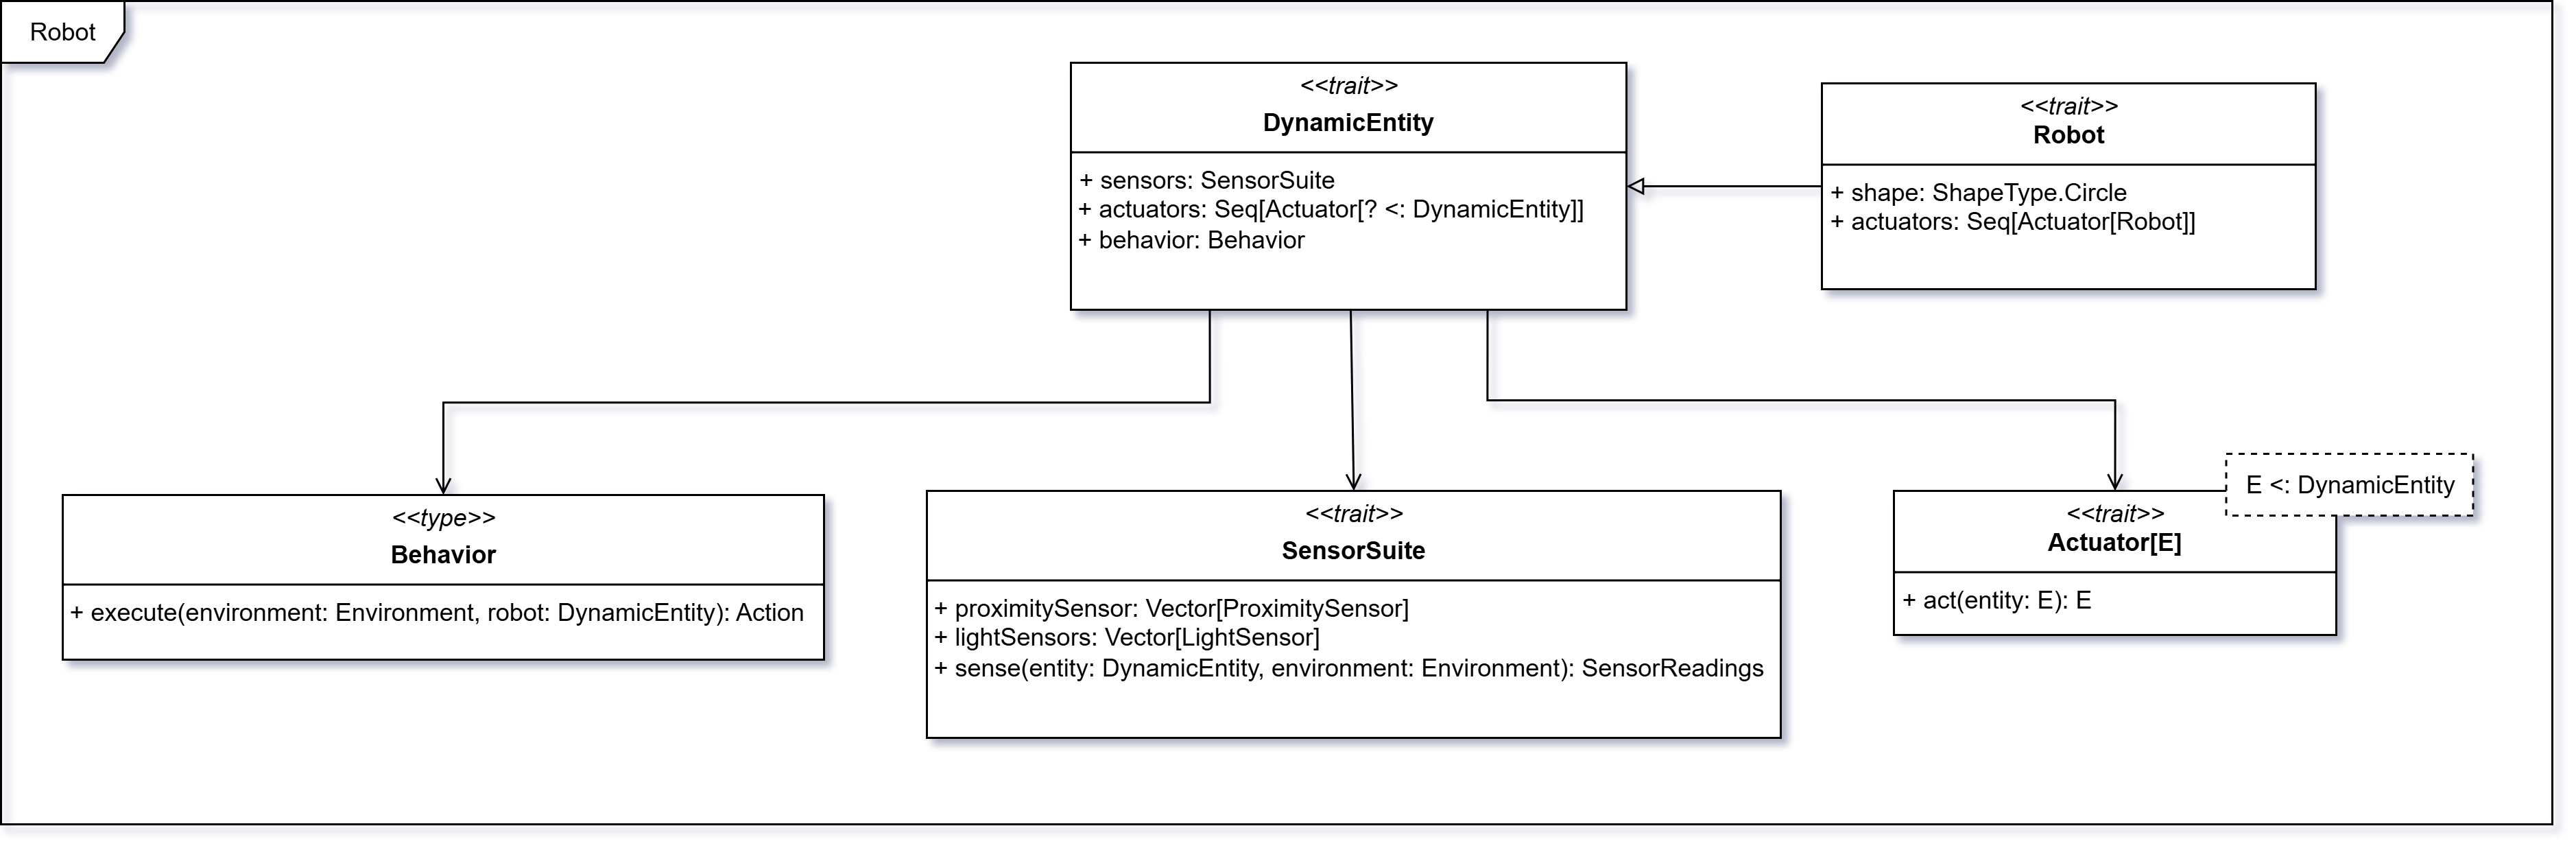 Robot
<<trait>>
DynamicEntity
+ sensors: SensorSuite
+ actuators: Seq[Actuator[? <: DynamicEntity]]
+ behavior: Behavior
<<trait>>
Robot
+ shape: ShapeType.Circle
+ actuators: Seq[Actuator[Robot]]
<<type>>
Behavior
+ execute(environment: Environment, robot: DynamicEntity): Action
<<trait>>
SensorSuite
+ proximitySensor: Vector[ProximitySensor]
+ lightSensors: Vector[LightSensor]
+ sense(entity: DynamicEntity, environment: Environment): SensorReadings
E <: DynamicEntity
<<trait>>
Actuator[E]
+ act(entity: E): E